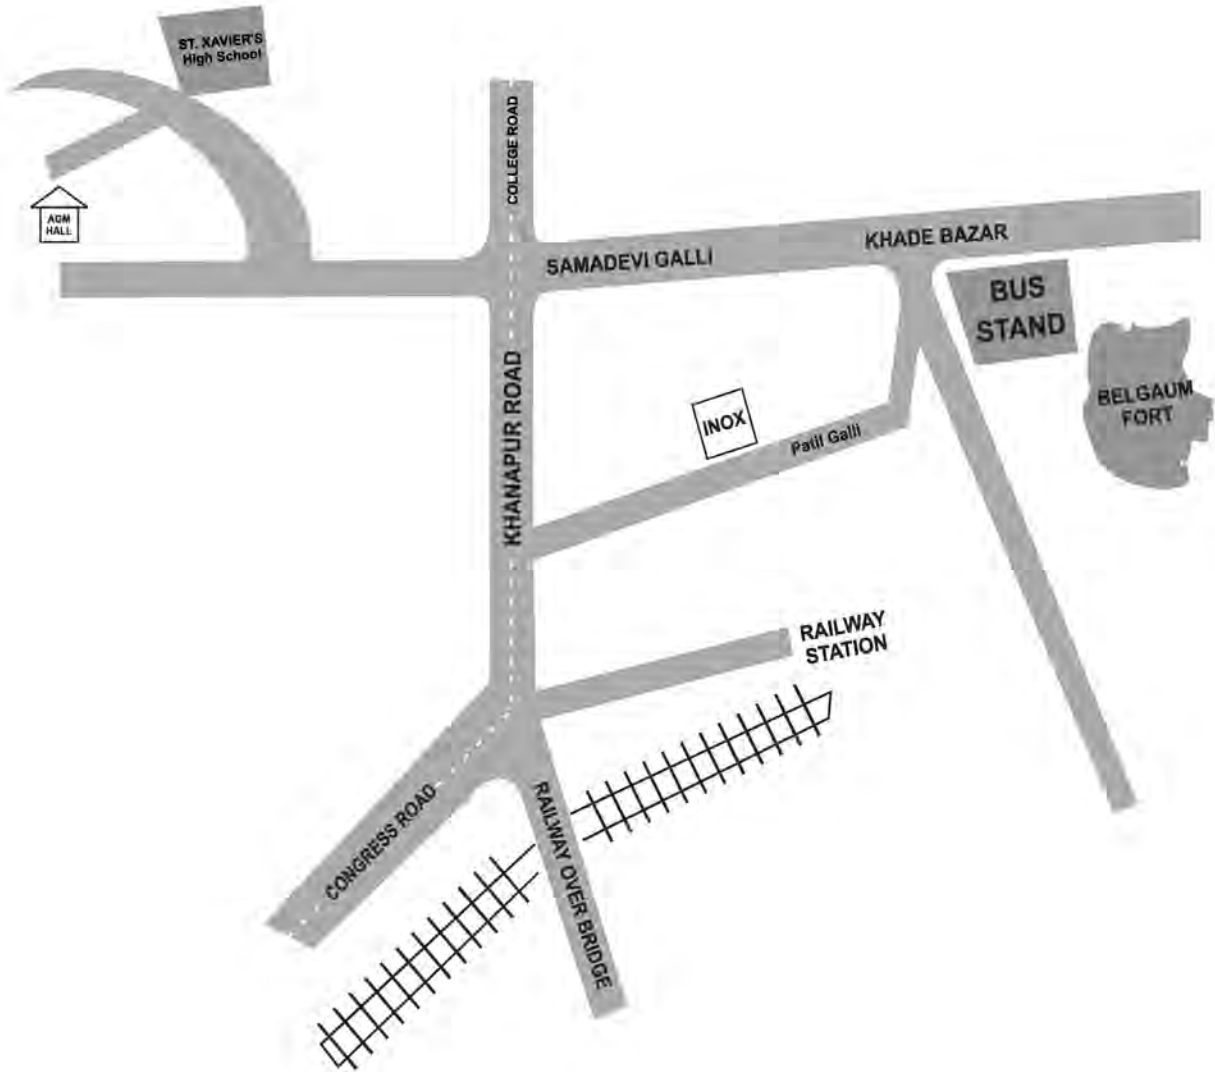 ST. XAVIER'S
High School
COLLEGE ROAD
AGM
HALL
SAMADEVI GALLI
KHADE BAZAR
BUS
STAND
BELGAUM
FORT
KHANAPUR ROAD
INOX
Patil Galli
RAILWAY
STATION
CONGRESS ROAD
RAILWAY OVER BRIDGE